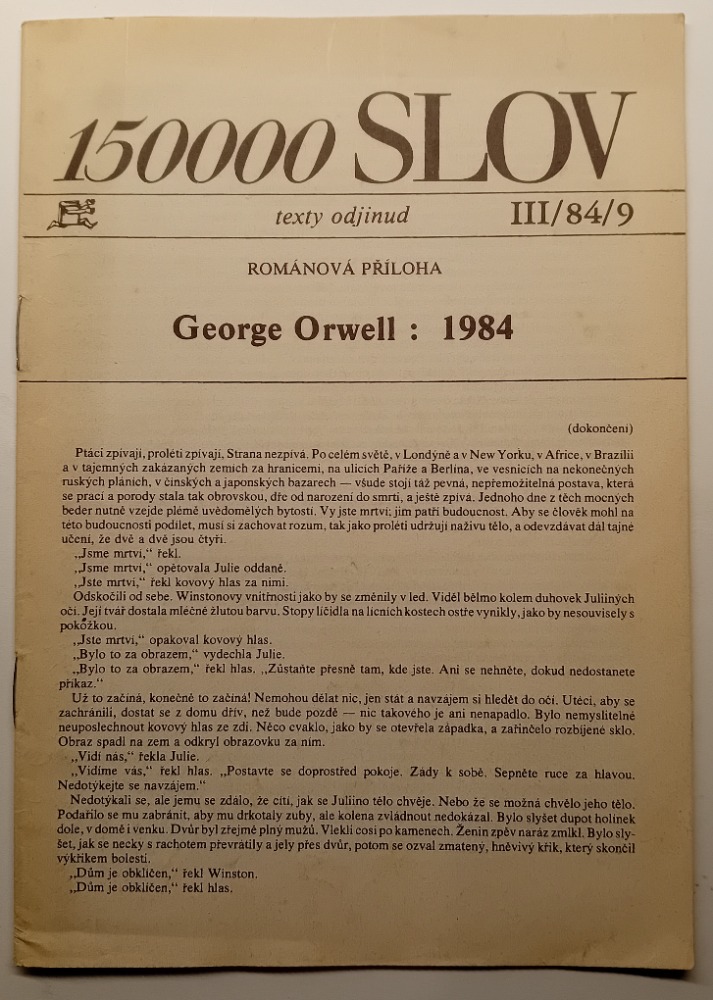 150000 SLOV
texty odjinud III/84/9
ROMÁNOVÁ PŘÍLOHA
George Orwell : 1984
(dokončení)
Ptáci zpívají, proléti zpívají, Strana nezpívá. Po celém světě, v Londýně a v New Yorku, v Africe, v Brazílii
a v tajemných zakázaných zemích za hranicemi, na ulicích Paříže a Berlína, ve vesnicích na nekonečných
ruských pláních, v čínských a japonských bazarech — všude stojí táž pevná, nepřemožitelná postava, která
se prací a porody stala tak obrovskou, dře od narození do smrti, a ještě zpívá. Jednoho dne z těch mocných
beder nutně vzejde plémě uvědomělých bytostí. Vy jste mrtví; jim patří budoucnost. Aby se člověk mohl na
této budoucnosti podílet, musí si zachovat rozum, tak jako proléti udržují naživu tělo, a odevzdávat dál tajné
učení, že dvě a dvě jsou čtyři.
„Jsme mrtví,“ řekl.
„Jsme mrtví,“ opětovala Julie oddaně.
„Jste mrtví,“ řekl kovový hlas za nimi.
Odskočili od sebe. Winstonovy vnitřnosti jako by se změnily v led. Viděl bělmo kolem duhovek Juliiných
očí. Její tvář dostala mléčně žlutou barvu. Stopy líčidla na lícních kostech ostře vynikly, jako by nesouvisely s
pokožkou.
„Jste mrtví,“ opakoval kovový hlas.
„Bylo to za obrazem,“ vydechla Julie.
„Bylo to za obrazem,“ řekl hlas. „Zůstaňte přesně tam, kde jste. Ani se nehněte, dokud nedostanete
příkaz.“
Už to začíná, konečně to začíná! Nemohou dělat nic, jen stát a navzájem si hledět do očí. Utéci, aby se
zachránili, dostat se z domu dřív, než bude pozdě — nic takového je ani nenapadlo. Bylo nemyslitelné
neuposlechnout kovový hlas ze zdi. Něco cvaklo, jako by se otevřela západka, a zařinčelo rozbíjené sklo.
Obraz spadl na zem a odkryl obrazovku za ním.
„Vidí nás,“ řekla Julie.
„Vidíme vás,“ řekl hlas. „Postavte se doprostřed pokoje. Zády k sobě. Sepněte ruce za hlavou.
Nedotýkejte se navzájem.“
Nedotýkali se, ale jemu se zdálo, že cítí, jak se Juliino tělo chvěje. Nebo že se možná chvělo jeho tělo.
Podařilo se mu zabránit, aby mu drkotaly zuby, ale kolena zvládnout nedokázal. Bylo slyšet dupot holínek
dole, v domě i venku. Dvůr byl zřejmě plný mužů. Vlekli cosi po kamenech. Ženin zpěv naráz zmlkl. Bylo sly-
šet, jak se necky s rachotem převrátily a jely přes dvůr, potom se ozval zmatený, hněvivý křik, který skončil
výkřikem bolesti.
„Dům je obklíčen,“ řekl Winston.
„Dům je obklíčen,“ řekl hlas.